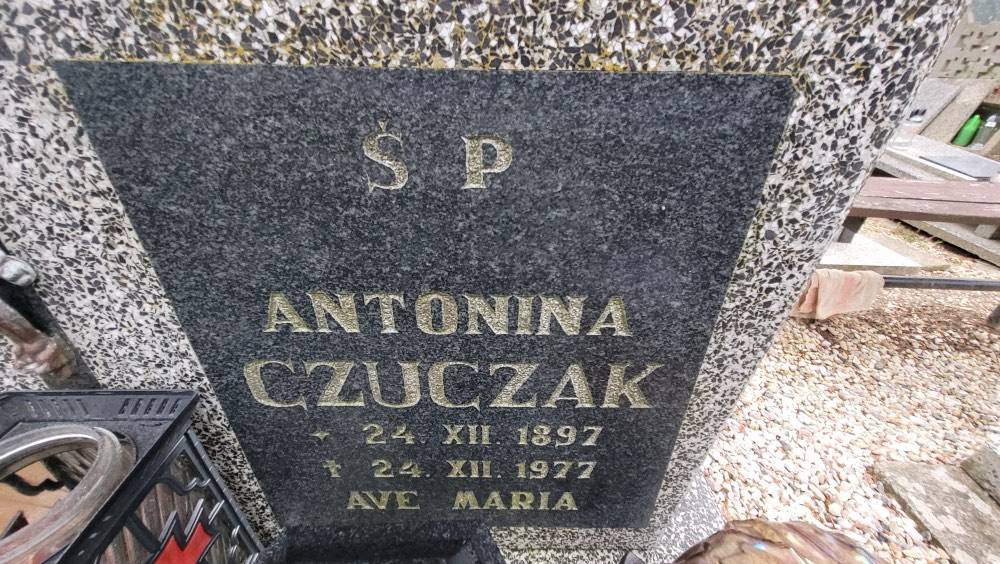 Ś P
ANTONINA
CZUCZAK
* 24. XII. 1897
† 24. XII. 1977
AVE MARIA